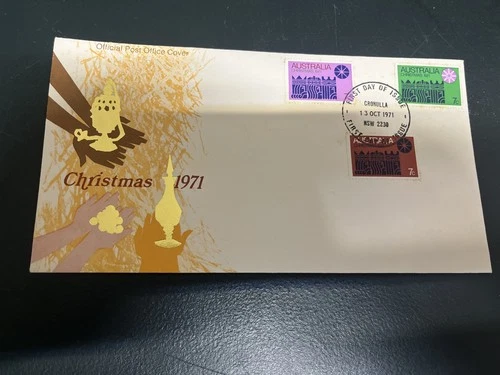 Official Post Office Cover
Christmas 1971
AUSTRALIA
AUSTRALIA
7c
FIRST DAY OF ISSUE
CRONULLA
13 OCT 1971
NSW 2230
AUSTRALIA
7c